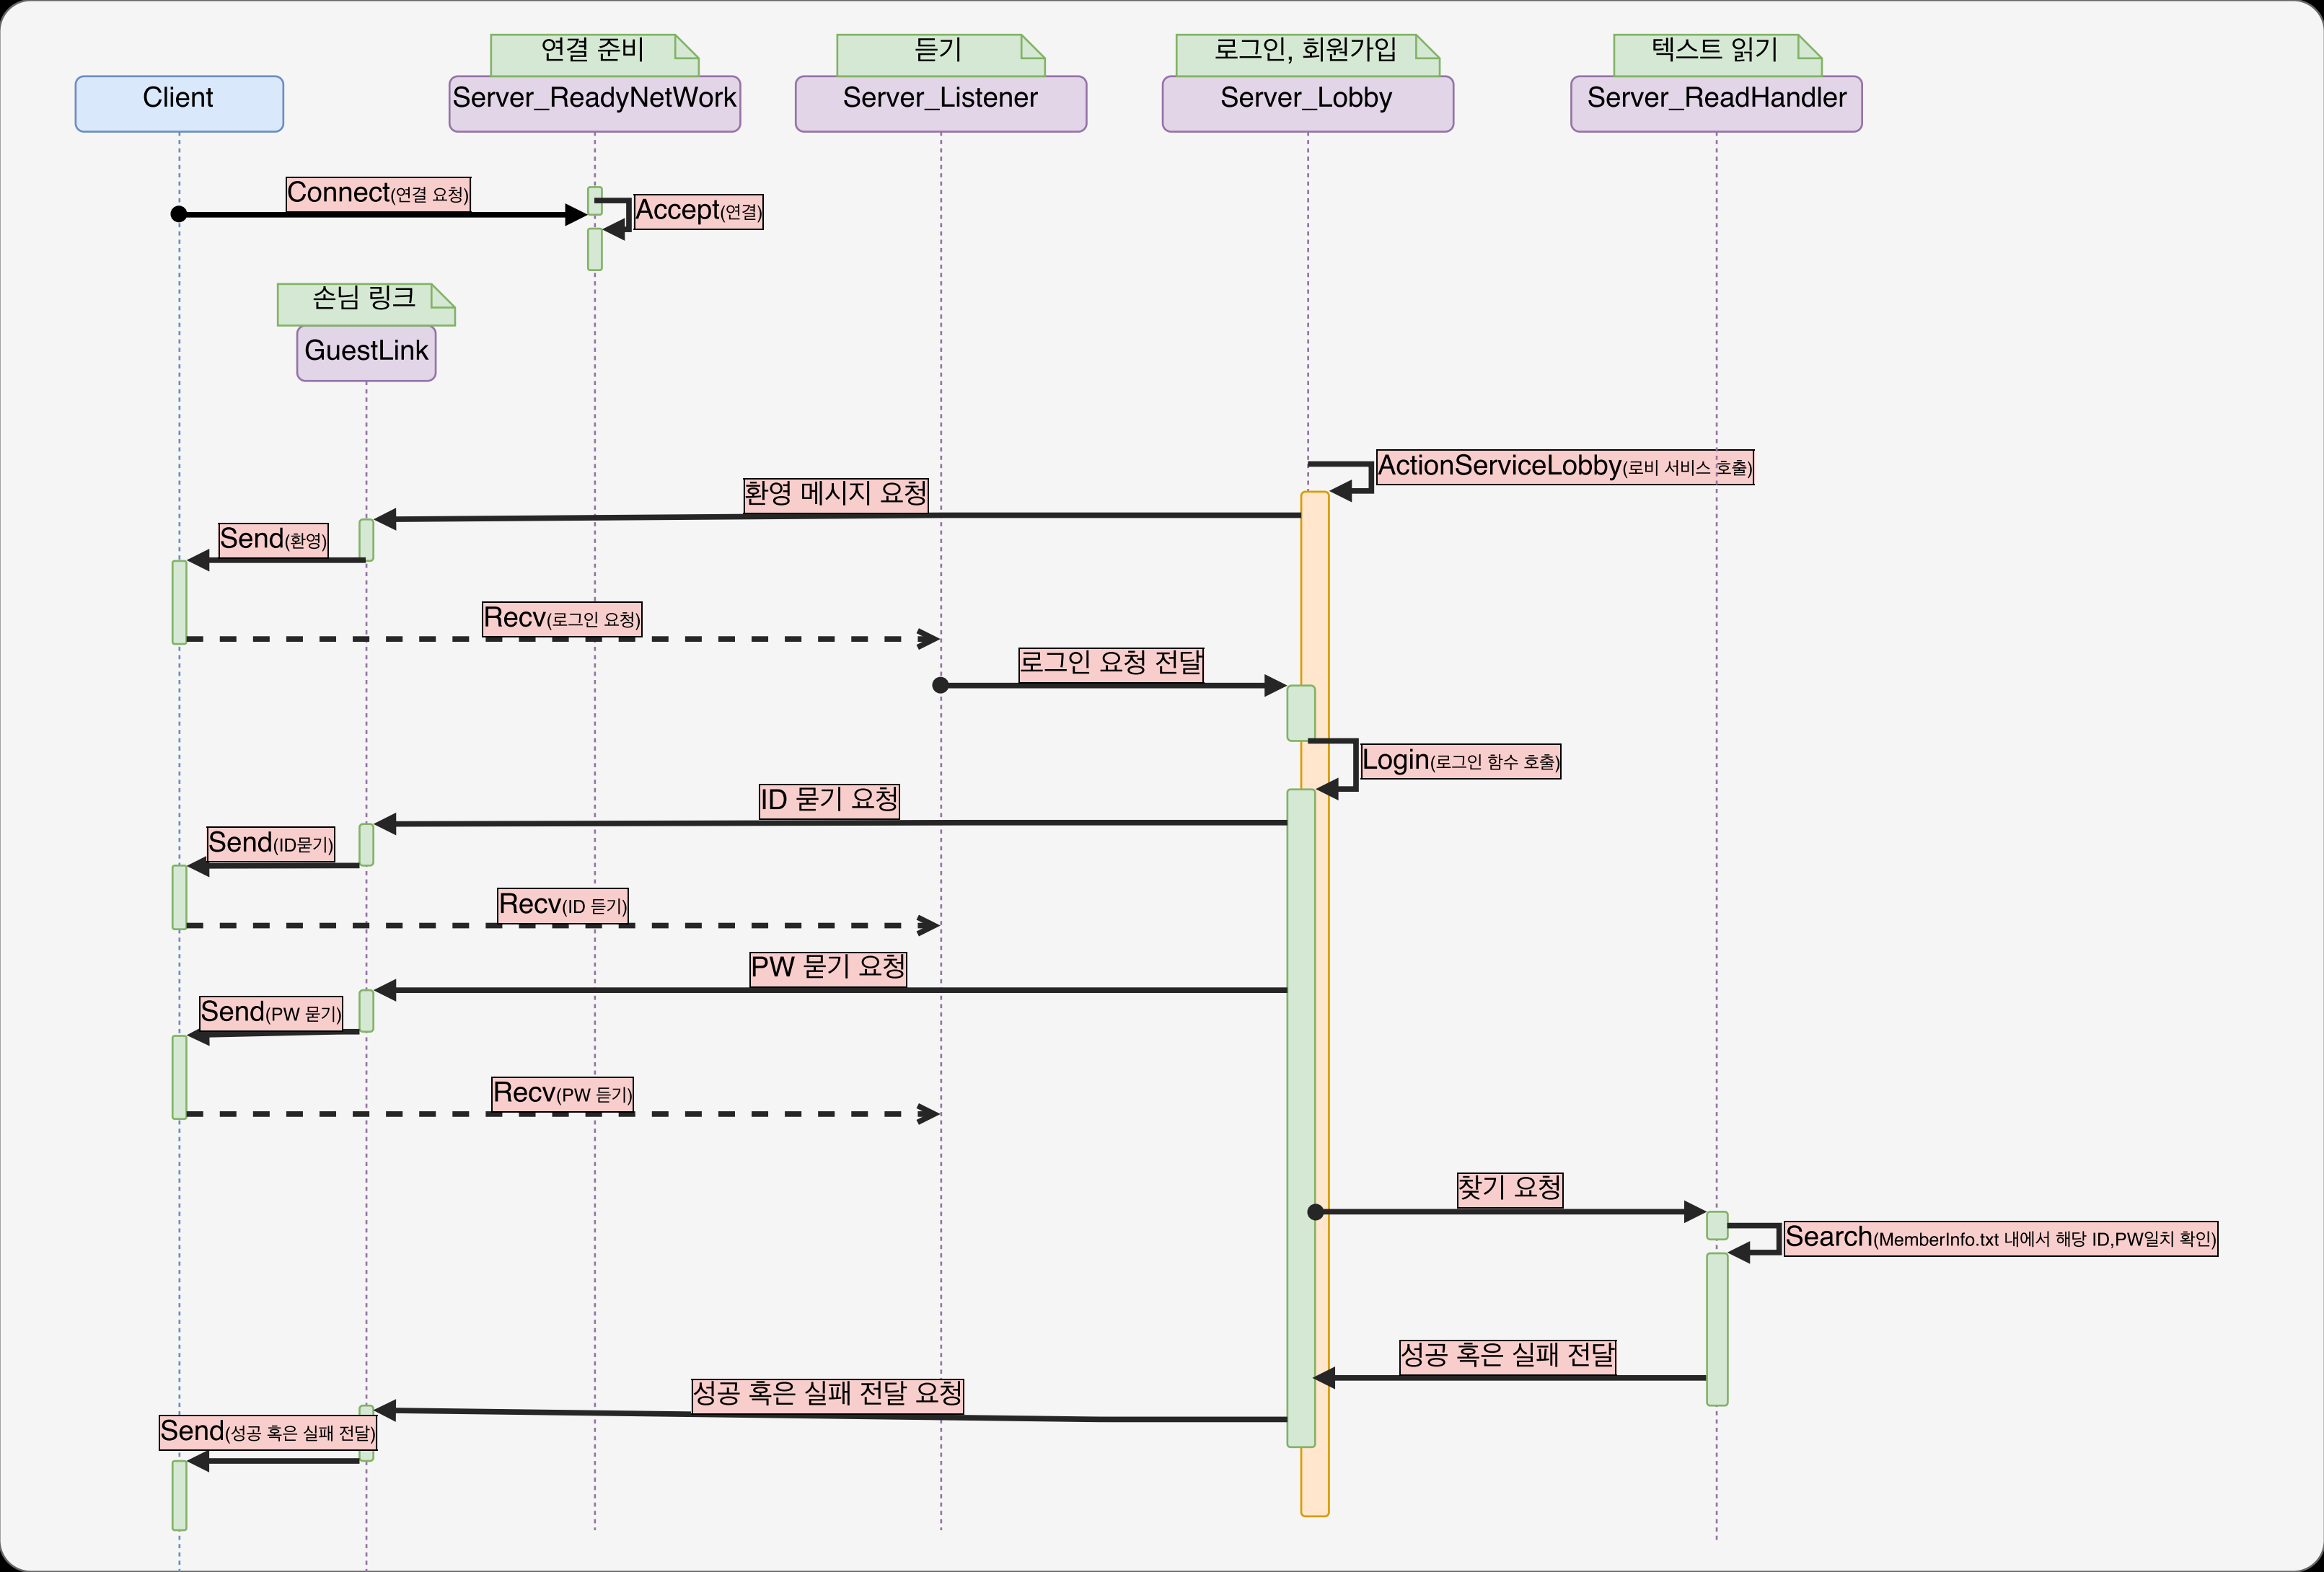 연결 준비
듣기
로그인, 회원가입
텍스트 읽기
Client
Server_ReadyNetWork
Server_Listener
Server_Lobby
Server_ReadHandler
Connect(연결 요청)
Accept(연결)
손님 링크
GuestLink
ActionServiceLobby(로비 서비스 호출)
환영 메시지 요청
Send(환영)
Recv(로그인 요청)
로그인 요청 전달
Login(로그인 함수 호출)
ID 묻기 요청
Send(ID묻기)
Recv(ID 듣기)
PW 묻기 요청
Send(PW 묻기)
Recv(PW 듣기)
찾기 요청
Search(MemberInfo.txt 내에서 해당 ID,PW일치 확인)
성공 혹은 실패 전달
성공 혹은 실패 전달 요청
Send(성공 혹은 실패 전달)